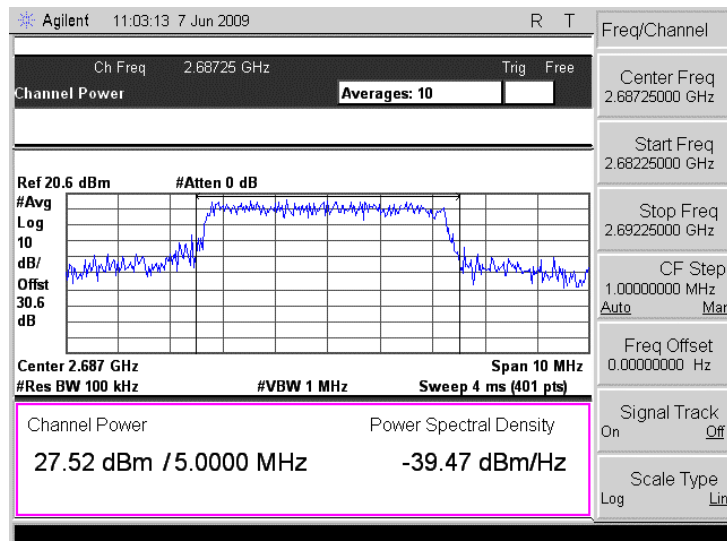 Agilent 11:03:13 7 Jun 2009 R T
Ch Freq 2.68725 GHz Trig Free
Channel Power Averages: 10
Ref 20.6 dBm #Atten 0 dB
#Avg
Log
10
dB/
Offst
30.6
dB
Center 2.687 GHz Span 10 MHz
#Res BW 100 kHz #VBW 1 MHz Sweep 4 ms (401 pts)
Channel Power Power Spectral Density
27.52 dBm / 5.0000 MHz -39.47 dBm/Hz
Freq/Channel
Center Freq
2.68725000 GHz
Start Freq
2.68225000 GHz
Stop Freq
2.69225000 GHz
CF Step
1.00000000 MHz
Auto Man
Freq Offset
0.00000000 Hz
Signal Track
On Off
Scale Type
Log Lin